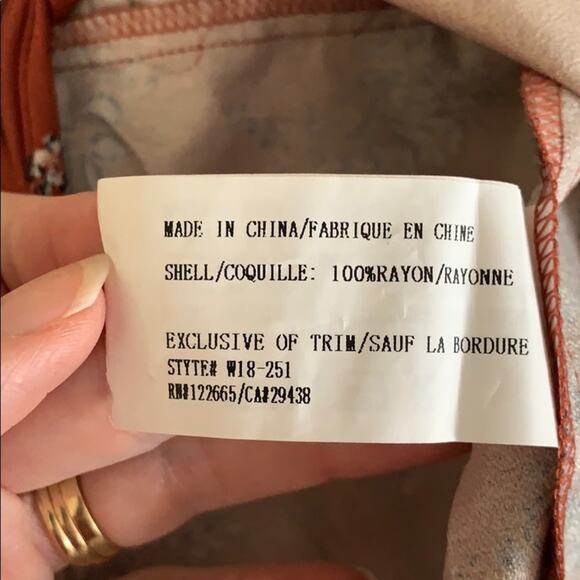 MADE IN CHINA/FABRIQUE EN CHINE
SHELL/COQUILLE: 100%RAYON/RAYONNE
EXCLUSIVE OF TRIM/SAUF LA BORDURE
STYTE# W18-251
RN#122665/CA#29438